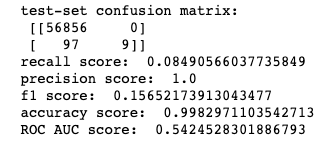 test-set confusion matrix:
[[56856 0]
[ 97 9]]
recall score: 0.08490566037735849
precision score: 1.0
f1 score: 0.15652173913043477
accuracy score: 0.9982971103542713
ROC AUC score: 0.5424528301886793